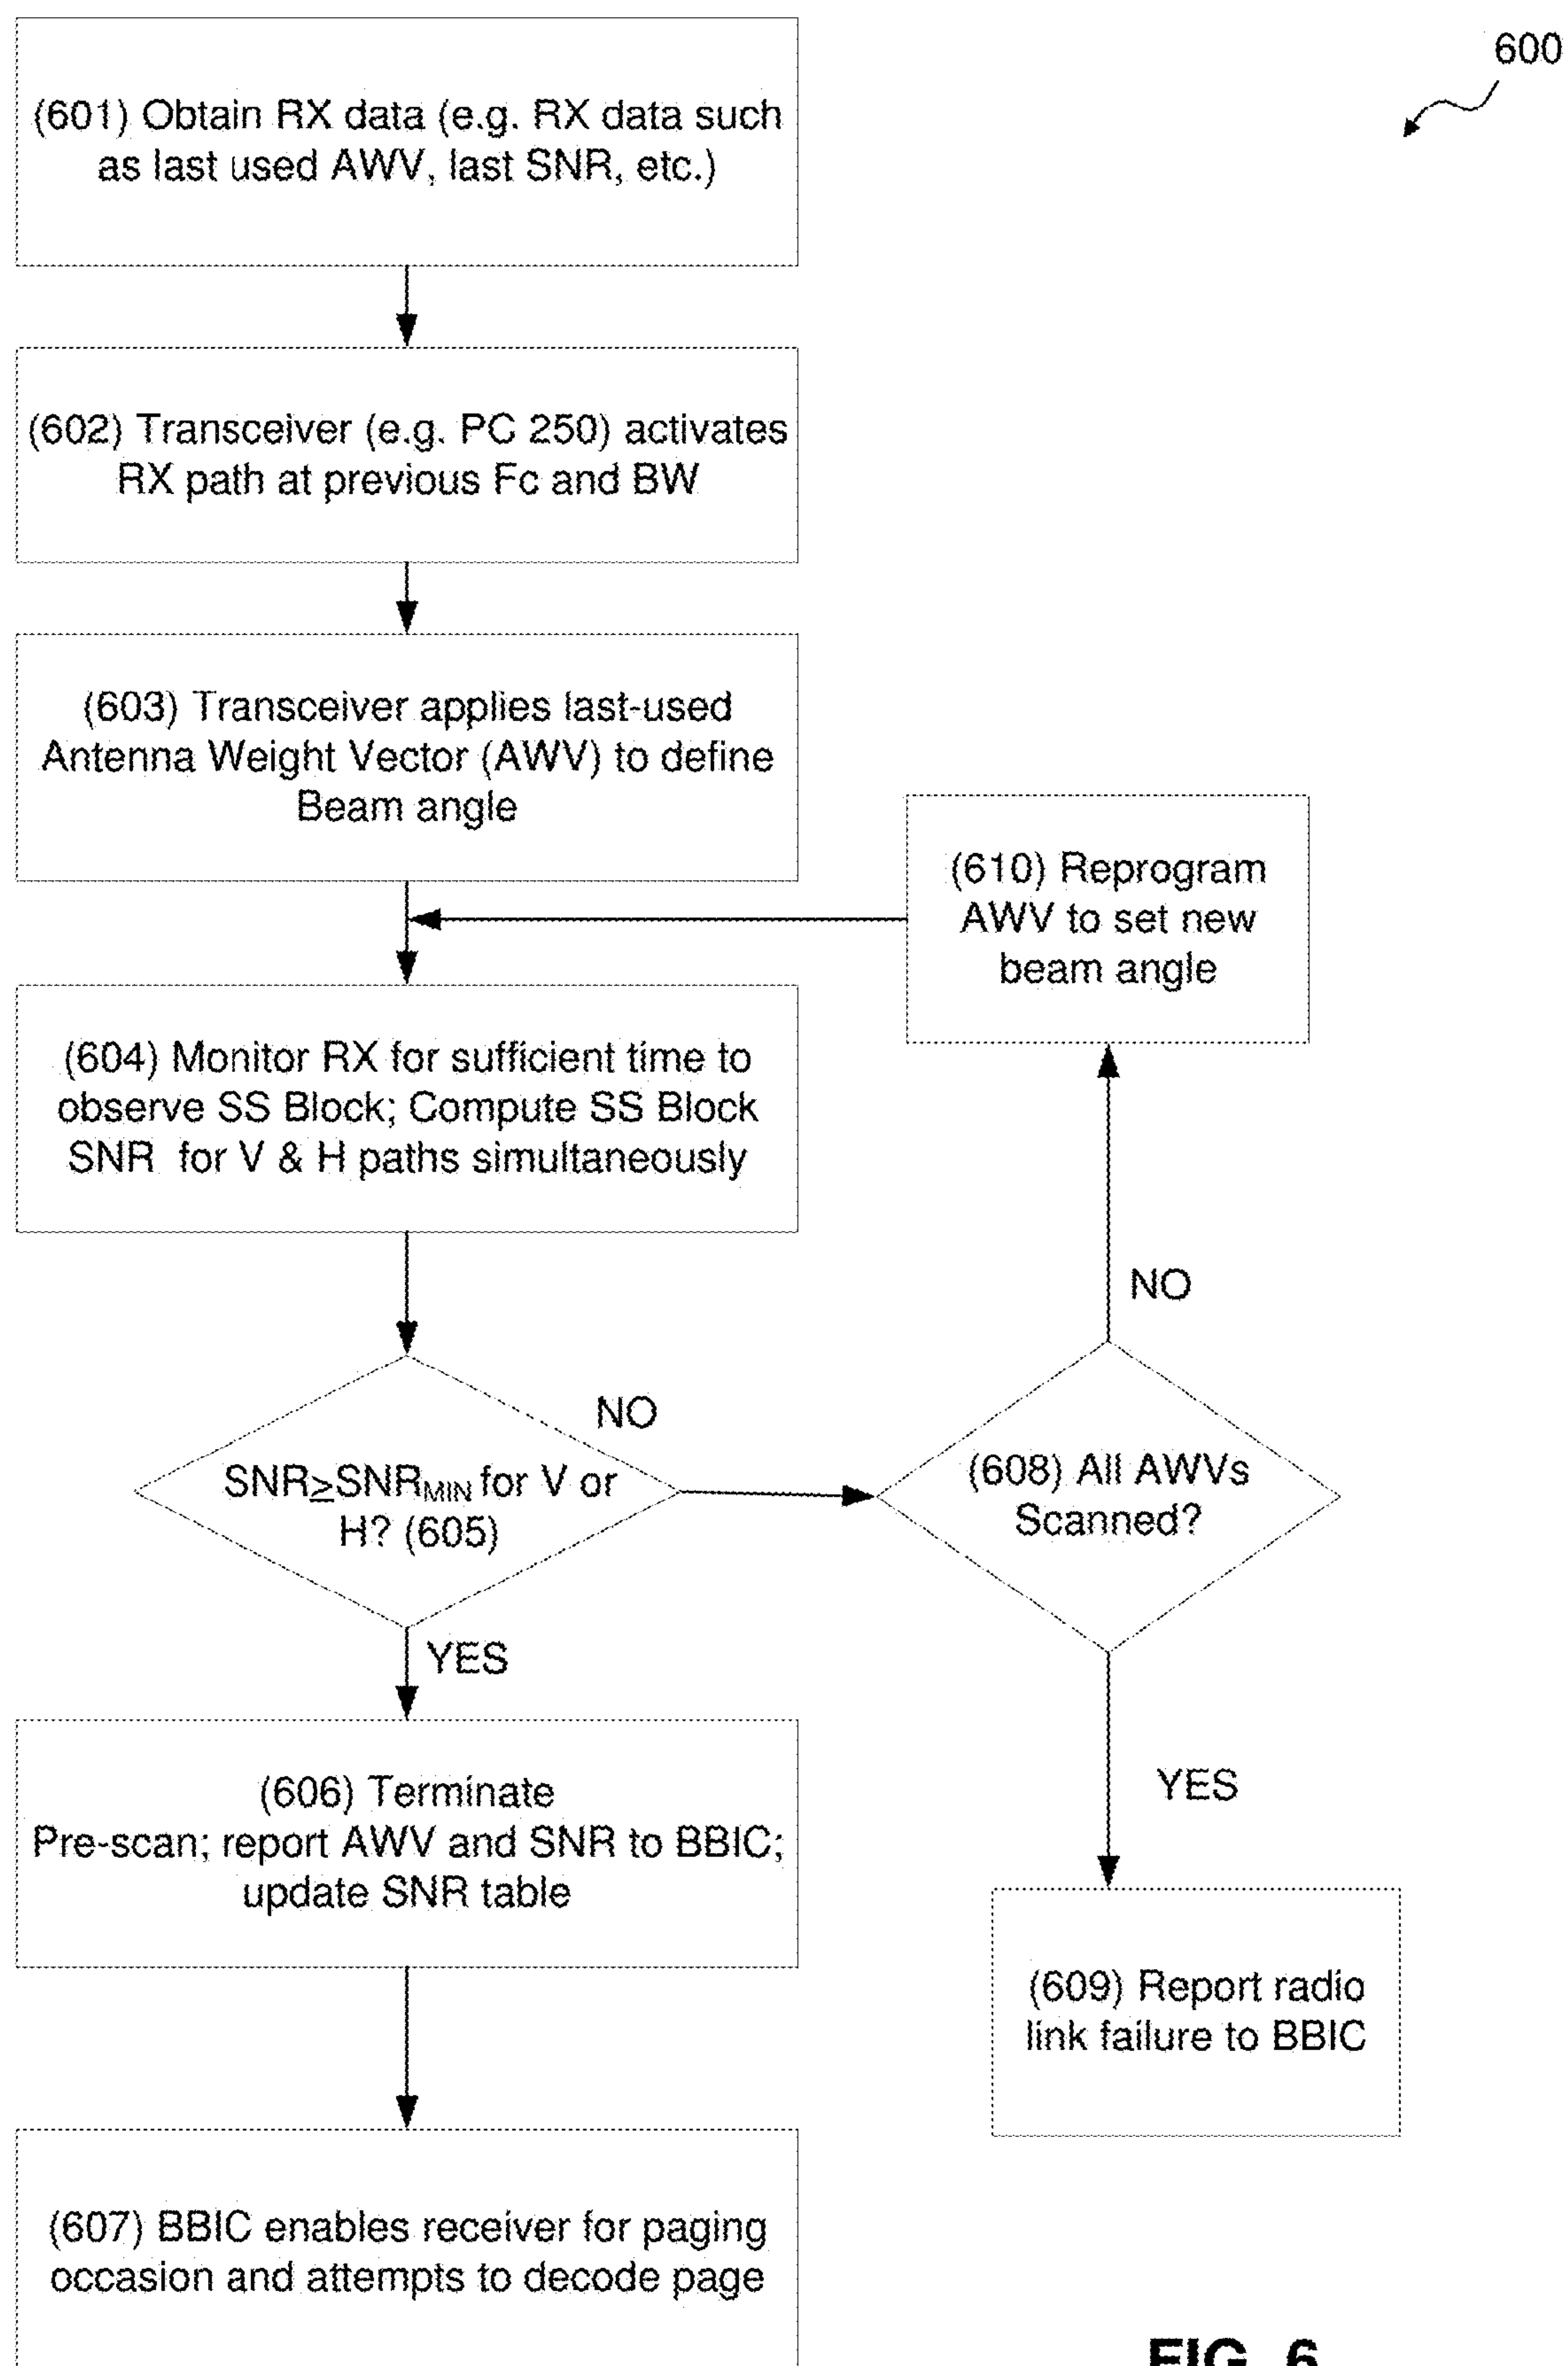 600
(601) Obtain RX data (e.g. RX data such
as last used AWV, last SNR, etc.)
(602) Transceiver (e.g. PC 250) activates
RX path at previous Fc and BW
(603) Transceiver applies last-used
Antenna Weight Vector (AWV) to define
Beam angle
(610) Reprogram
AWV to set new
beam angle
(604) Monitor RX for sufficient time to
observe SS Block; Compute SS Block
SNR for V & H paths simultaneously
NO
NO
SNR≥SNRMIN for V or
H? (605)
(608) All AWVs
Scanned?
YES
YES
(606) Terminate
Pre-scan; report AWV and SNR to BBIC;
update SNR table
(609) Report radio
link failure to BBIC
(607) BBIC enables receiver for paging
occasion and attempts to decode page
FIG. 6